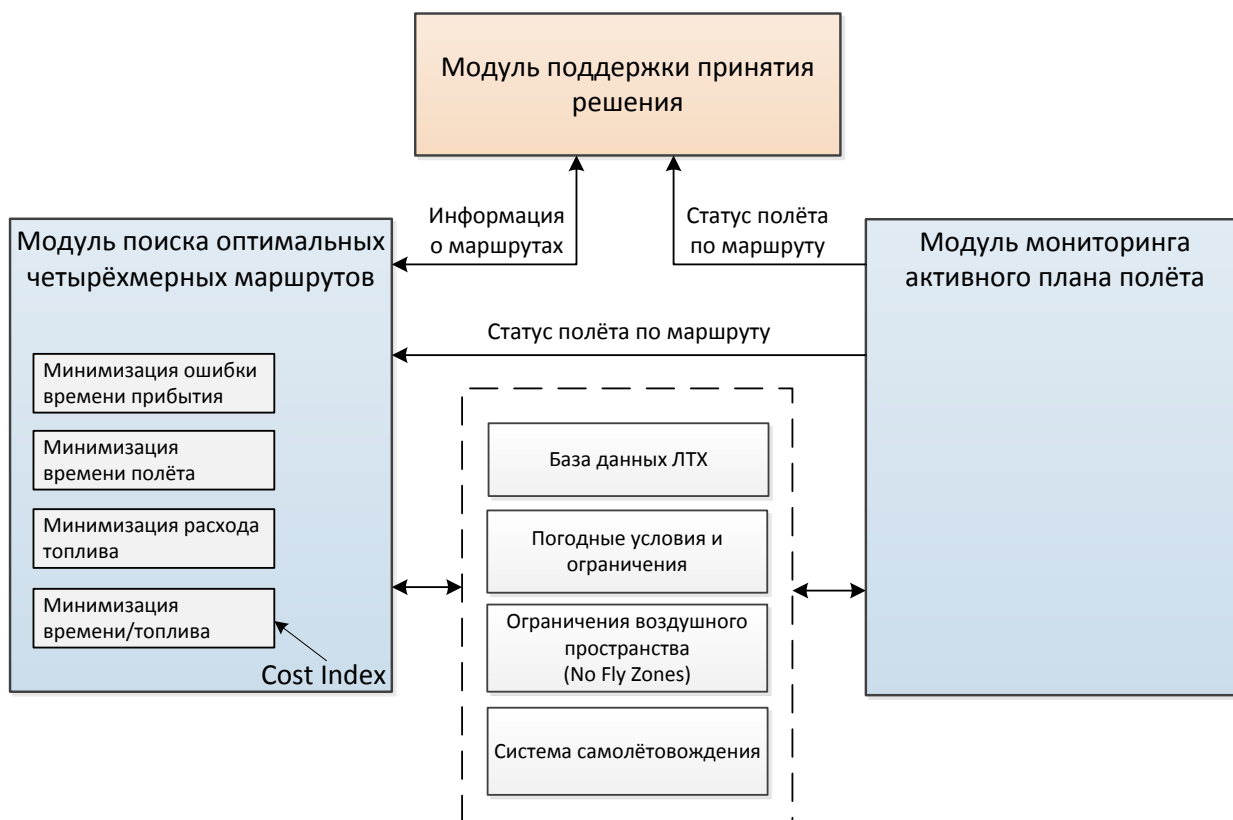 Модуль поддержки принятия
решения
Информация
о маршрутах
Статус полёта
по маршруту
Модуль поиска оптимальных
четырёхмерных маршрутов
Модуль мониторинга
активного плана полёта
Статус полёта по маршруту
Минимизация ошибки
времени прибытия
Минимизация
времени полёта
Минимизация расхода
топлива
Минимизация
времени/топлива
Cost Index
База данных ЛТХ
Погодные условия и
ограничения
Ограничения воздушного
пространства
(No Fly Zones)
Система самолётовождения